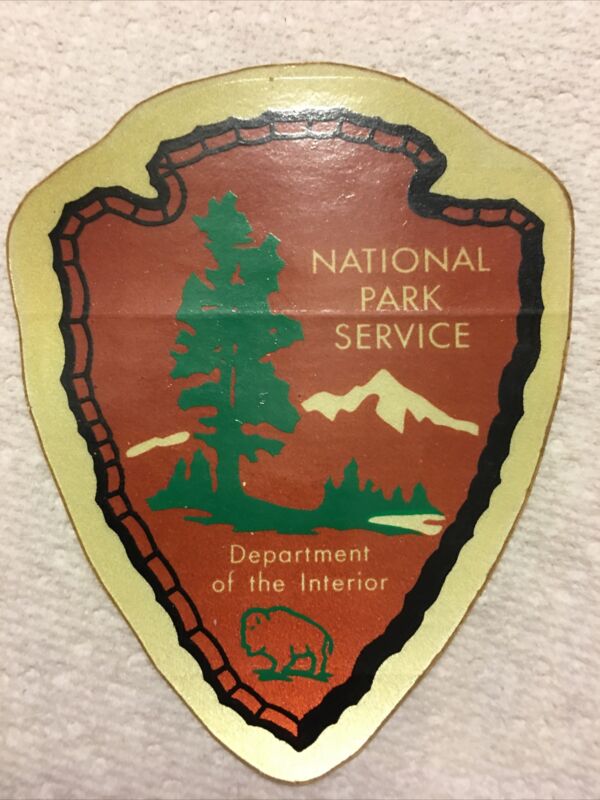 NATIONAL
PARK
SERVICE
Department
of the Interior